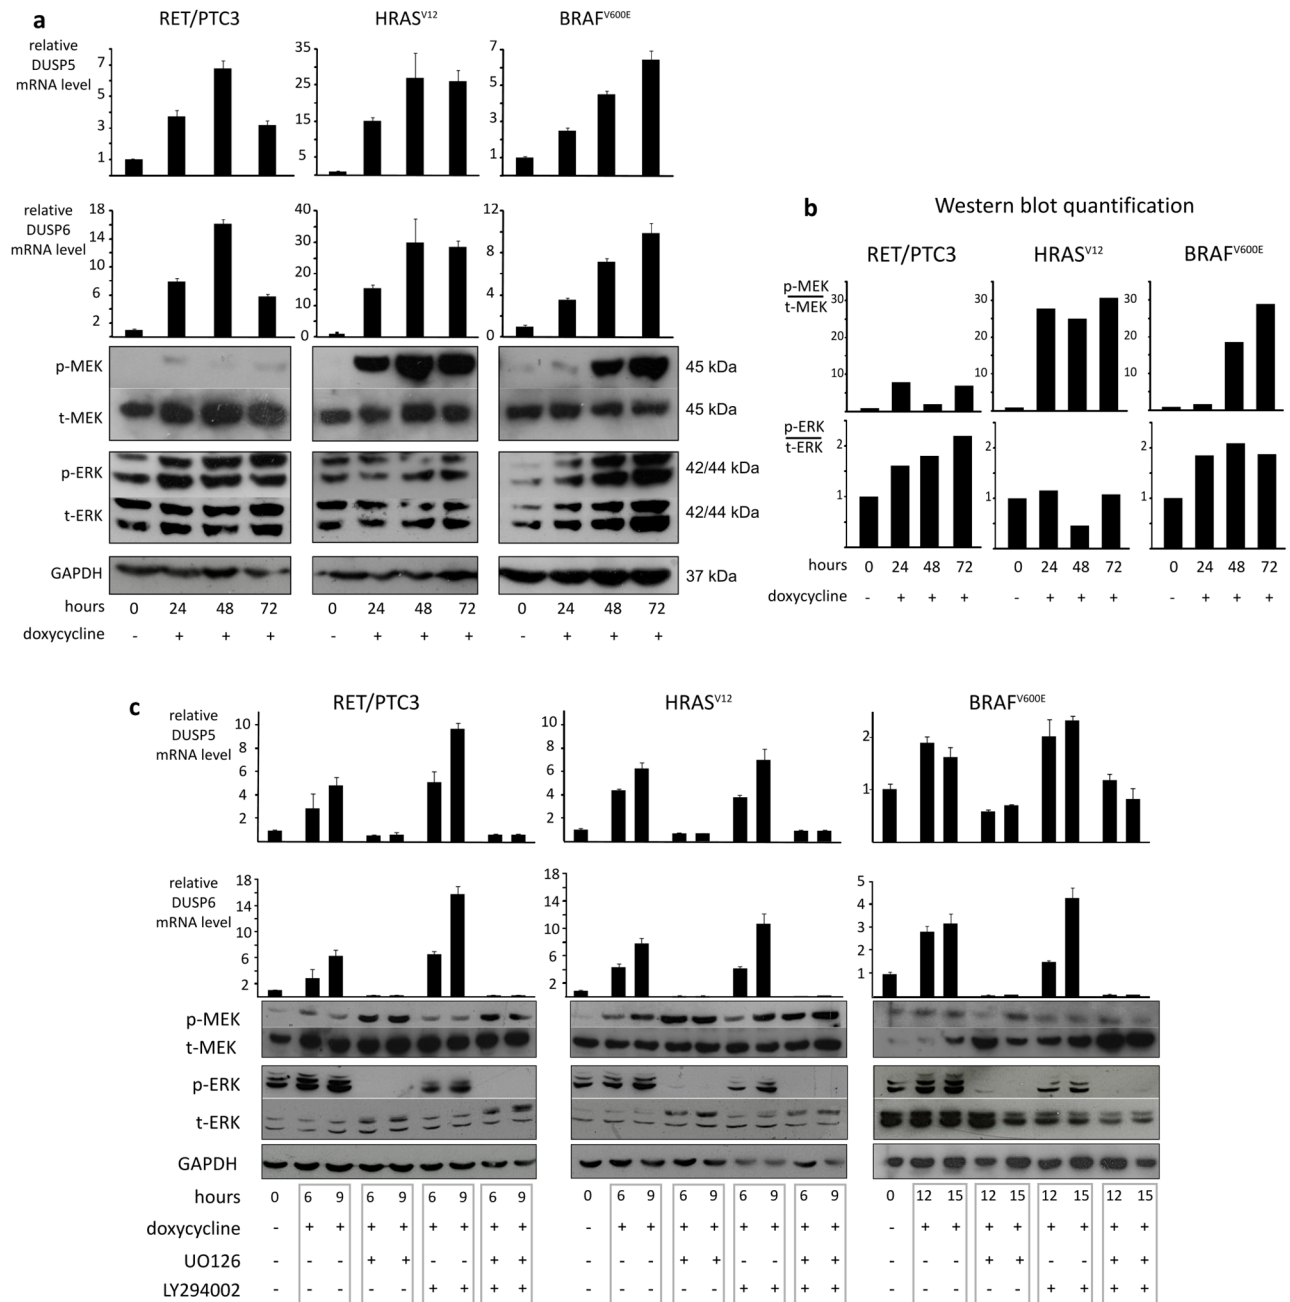 a
RET/PTC3 HRASV12 BRAFV600E
relative
DUSP5
mRNA level
7
5
3
1
35
25
15
5
7
5
3
1
relative
DUSP6
mRNA level
18
14
10
6
2
40
30
20
10
0
12
8
4
0
p-MEK 45 kDa
t-MEK 45 kDa
p-ERK 42/44 kDa
t-ERK 42/44 kDa
GAPDH 37 kDa
hours 0 24 48 72 0 24 48 72 0 24 48 72
doxycycline - + + + - + + + - + + +
b Western blot quantification
RET/PTC3 HRASV12 BRAFV600E
p-MEK
t-MEK
30
20
10
30
20
10
30
20
10
p-ERK
t-ERK
2
1
2
1
2
1
hours 0 24 48 72 0 24 48 72 0 24 48 72
doxycycline - + + + - + + + - + + +
c
RET/PTC3 HRASV12 BRAFV600E
relative
DUSP5
mRNA level
10
8
6
4
2
10
8
6
4
2
2
1
relative
DUSP6
mRNA level
18
14
10
6
2
18
14
10
6
2
5
4
3
2
1
p-MEK
t-MEK
p-ERK
t-ERK
GAPDH
hours 0 6 9 6 9 6 9 6 9 0 6 9 6 9 6 9 6 9 0 12 15 12 15 12 15 12 15
doxycycline - + + + + + + + + - + + + + + + + + - + + + + + + + +
UO126 - - - + + - - + + - - - + + - - + + - - - + + - - + +
LY294002 - - - - - + + + + - - - - - + + + + - - - - - + + + +